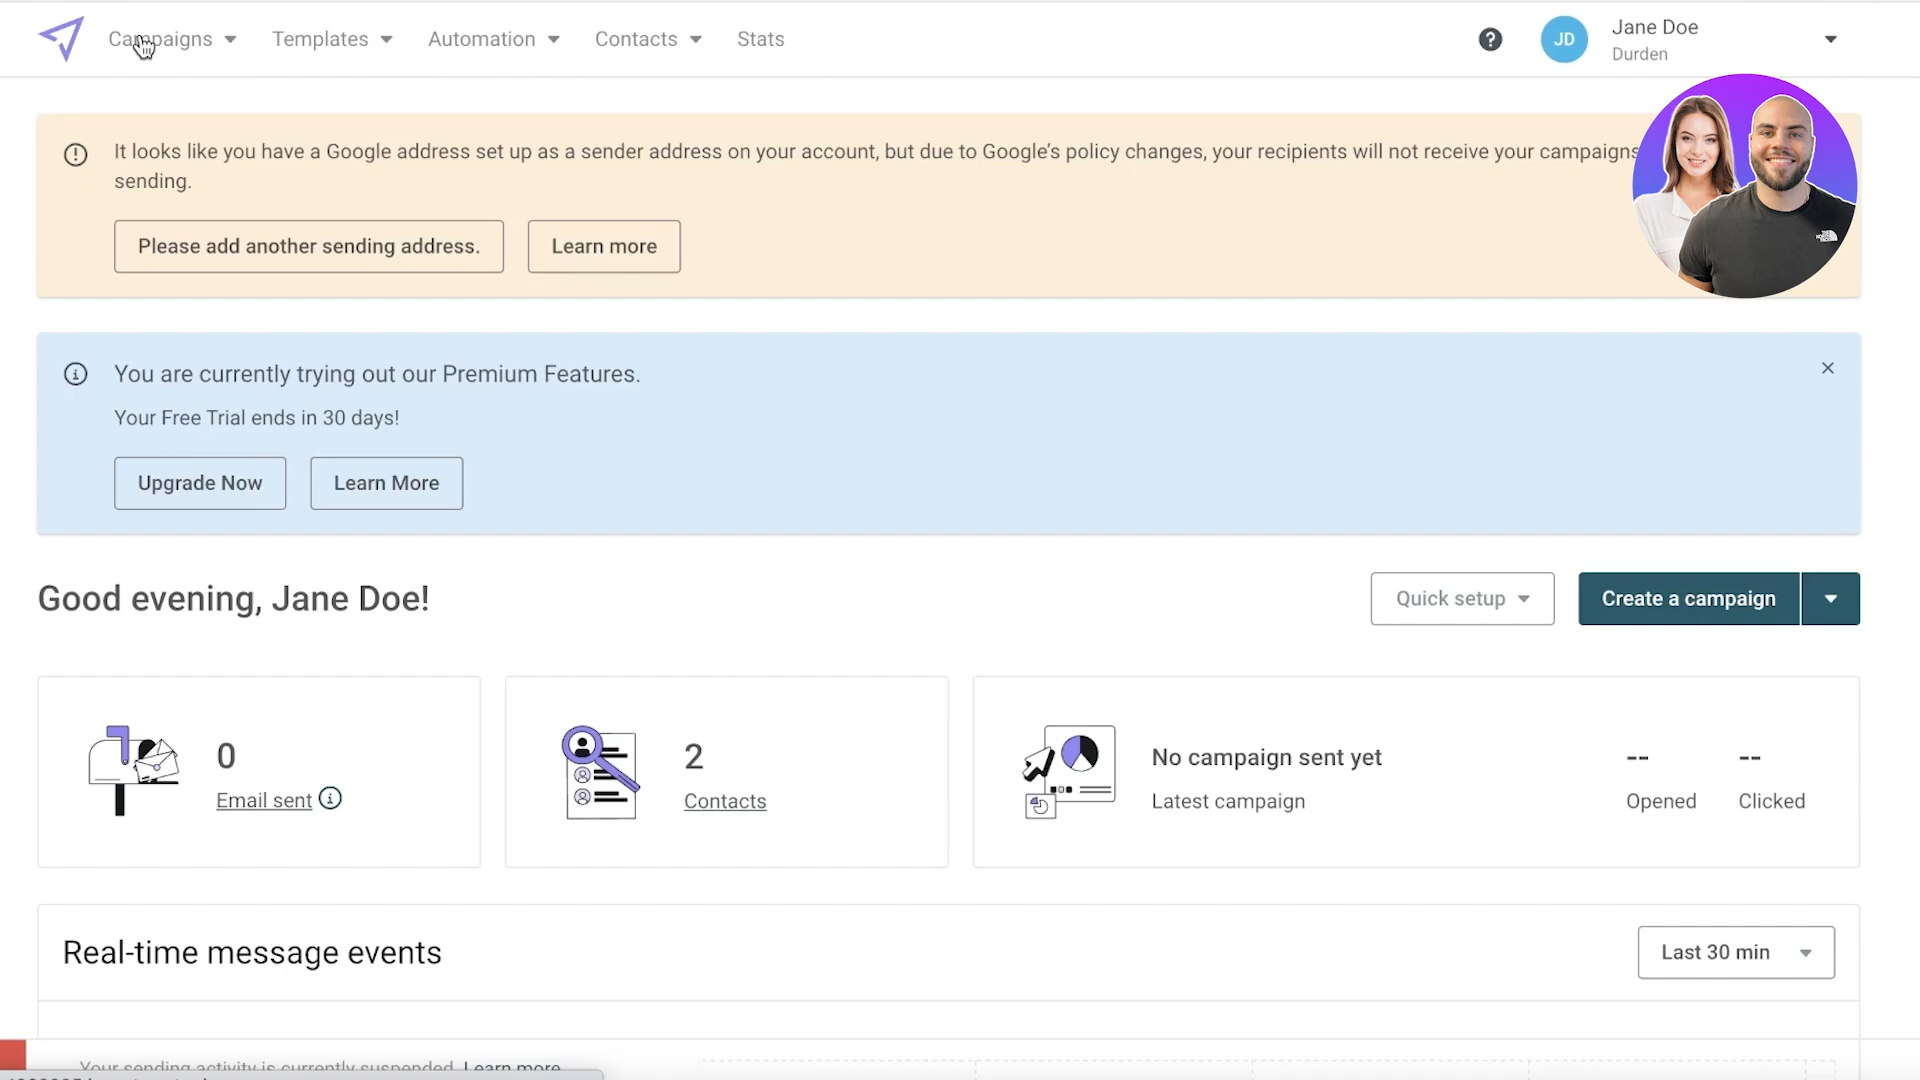 Campaigns Templates Automation Contacts Stats
? JD Jane Doe
Durden
It looks like you have a Google address set up as a sender address on your account, but due to Google's policy changes, your recipients will not receive your campaigns
sending.
Please add another sending address. Learn more
You are currently trying out our Premium Features.
Your Free Trial ends in 30 days!
Upgrade Now Learn More
Good evening, Jane Doe!
Quick setup Create a campaign
0
Email sent
2
Contacts
No campaign sent yet
Latest campaign
--
Opened
--
Clicked
Real-time message events
Last 30 min
Your sending activity is currently suspended. Learn more